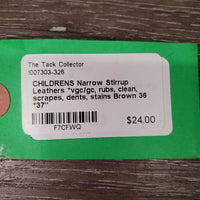 The Tack Collector
1007303-326
CHILDRENS Narrow Stirrup
Leathers *vgc/gc, rubs, clean,
scrapes, dents, stains Brown 36
"37"
F7CFWQ
$24.00